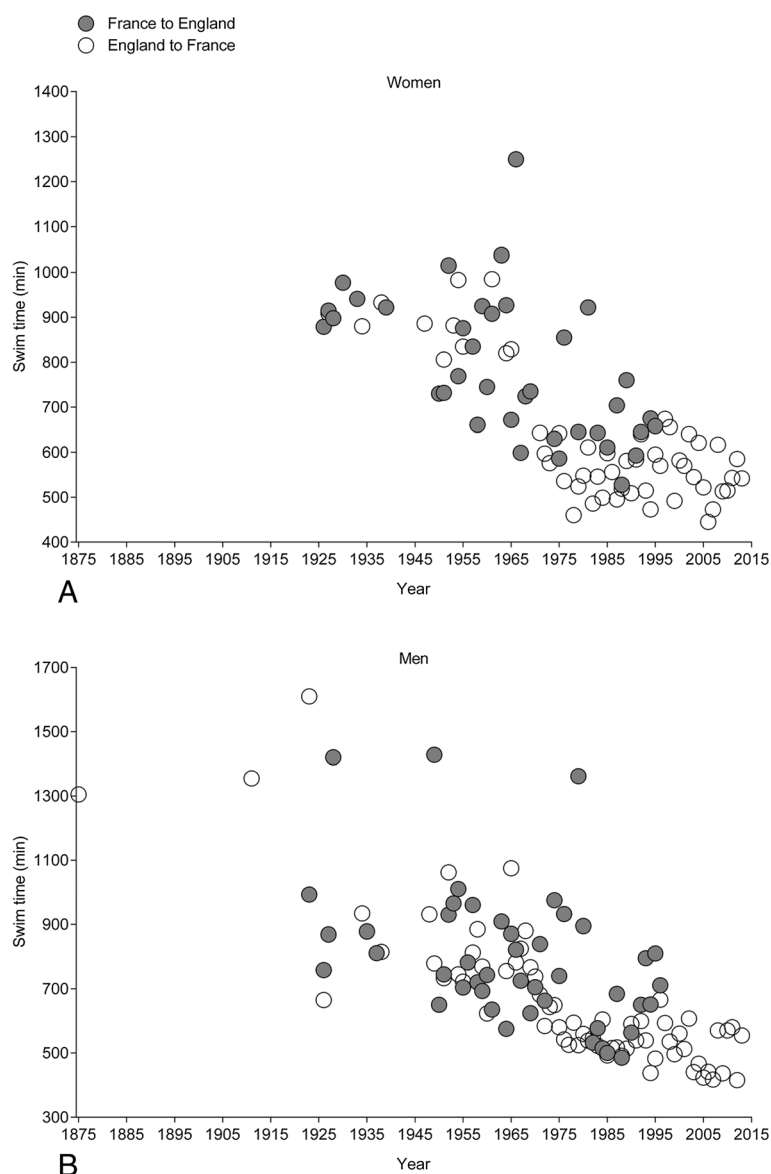 France to England
England to France
Women
1400
1300
1200
1100
1000
900
800
700
600
500
400
Swim time (min)
1875 1885 1895 1905 1915 1925 1935 1945 1955 1965 1975 1985 1995 2005 2015
Year
A
Men
1700
1500
1300
1100
900
700
500
300
Swim time (min)
1875 1885 1895 1905 1915 1925 1935 1945 1955 1965 1975 1985 1995 2005 2015
Year
B